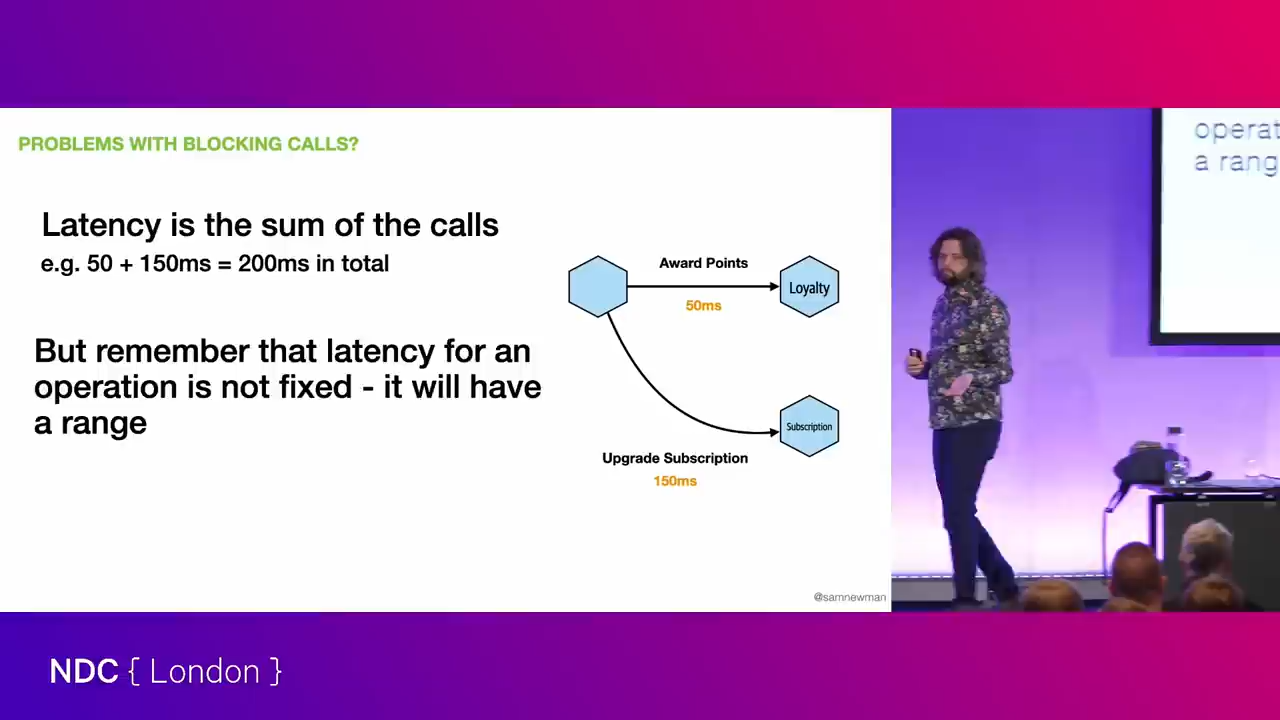 PROBLEMS WITH BLOCKING CALLS?
Latency is the sum of the calls
e.g. 50 + 150ms = 200ms in total
But remember that latency for an
operation is not fixed - it will have
a range
Award Points
50ms
Loyalty
Subscription
Upgrade Subscription
150ms
@samnewman
operat
a rang
NDC { London }